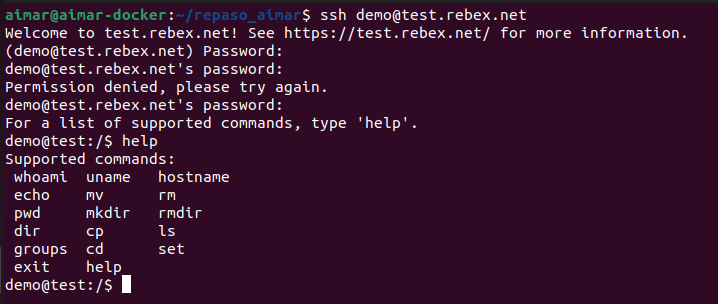 aimar@aimar-docker:~/repaso_aimar$ ssh demo@test.rebex.net
Welcome to test.rebex.net! See https://test.rebex.net/ for more information.
(demo@test.rebex.net) Password:
demo@test.rebex.net's password:
Permission denied, please try again.
demo@test.rebex.net's password:
For a list of supported commands, type 'help'.
demo@test:/$ help
Supported commands:
 whoami  uname   hostname
 echo    mv      rm
 pwd     mkdir   rmdir
 dir     cp      ls
 groups  cd      set
 exit    help
demo@test:/$